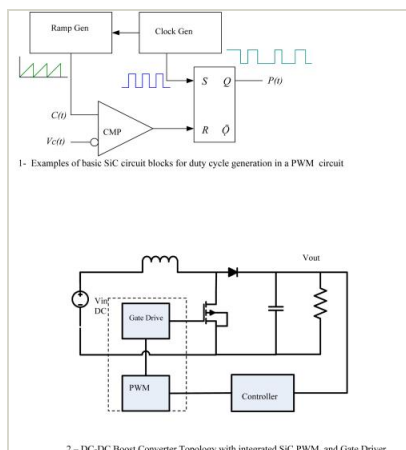 Ramp Gen
Clock Gen
S Q
P(t)
C(t)
CMP
R Q̄
Vc(t)
1- Examples of basic SiC circuit blocks for duty cycle generation in a PWM circuit
Vout
Vin
DC
Gate Drive
PWM
Controller
2 – DC-DC Boost Converter Topology with integrated SiC PWM and Gate Driver